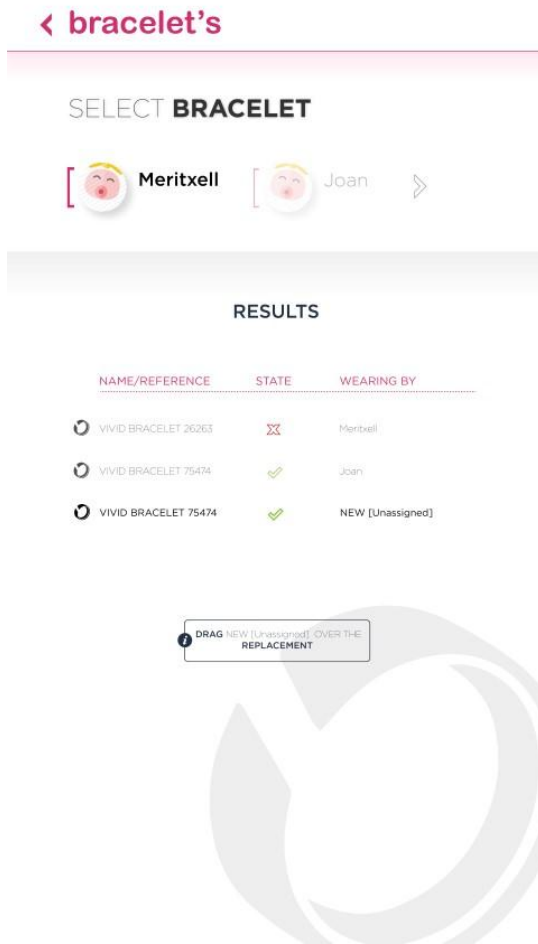 bracelet's
SELECT BRACELET
Meritxell
Joan
RESULTS
NAME/REFERENCE STATE WEARING BY
VIVID BRACELET 26263 Meritxell
VIVID BRACELET 75474 Joan
VIVID BRACELET 75474 NEW [Unassigned]
DRAG NEW [Unassigned] OVER THE
REPLACEMENT